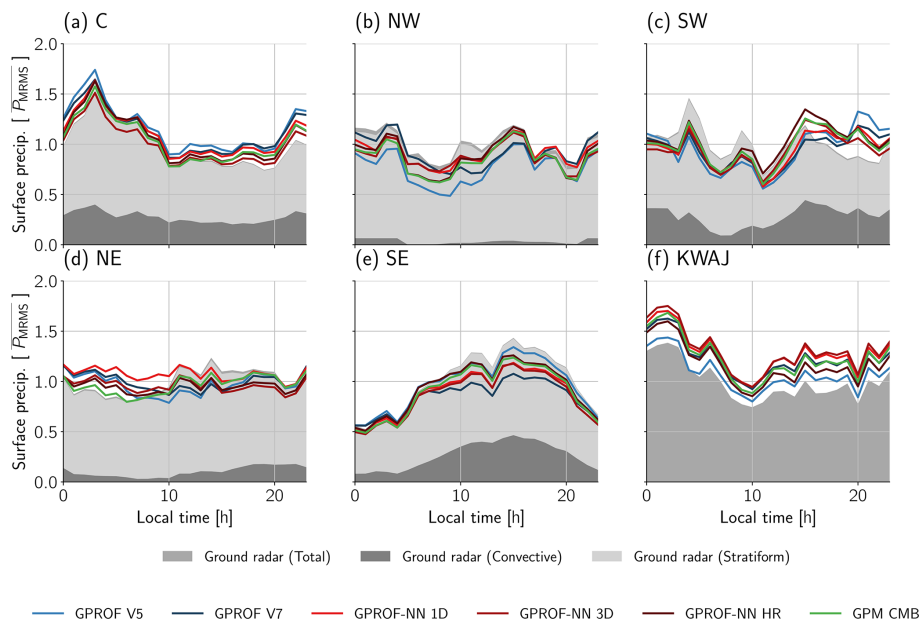 (a) C
(b) NW
(c) SW
2.0
1.5
1.0
0.5
0.0
Surface precip. [ P_MRMS ]
(d) NE
(e) SE
(f) KWAJ
2.0
1.5
1.0
0.5
0.0
Surface precip. [ P_MRMS ]
0 10 20 0 10 20 0 10 20
Local time [h] Local time [h] Local time [h]
Ground radar (Total) Ground radar (Convective) Ground radar (Stratiform)
GPROF V5 GPROF V7 GPROF-NN 1D GPROF-NN 3D GPROF-NN HR GPM CMB